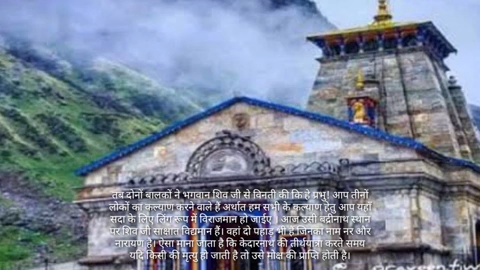 तब दोनों बालकों ने भगवान शिव जी से विनती की कि हे प्रभु! आप तीनों
लोकों का कल्याण करने वाले हैं अर्थात हम सभी के कल्याण हेतु आप यहां
सदा के लिए लिंग रूप में विराजमान हो जाईए । आज उसी बद्रीनाथ स्थान
पर शिव जी साक्षात विद्यमान हैं। वहां दो पहाड़ भी हैं जिनका नाम नर और
नारायण है। ऐसा माना जाता है कि केदारनाथ की तीर्थयात्रा करते समय
यदि किसी की मृत्यु हो जाती है तो उसे मोक्ष की प्राप्ति होती है।